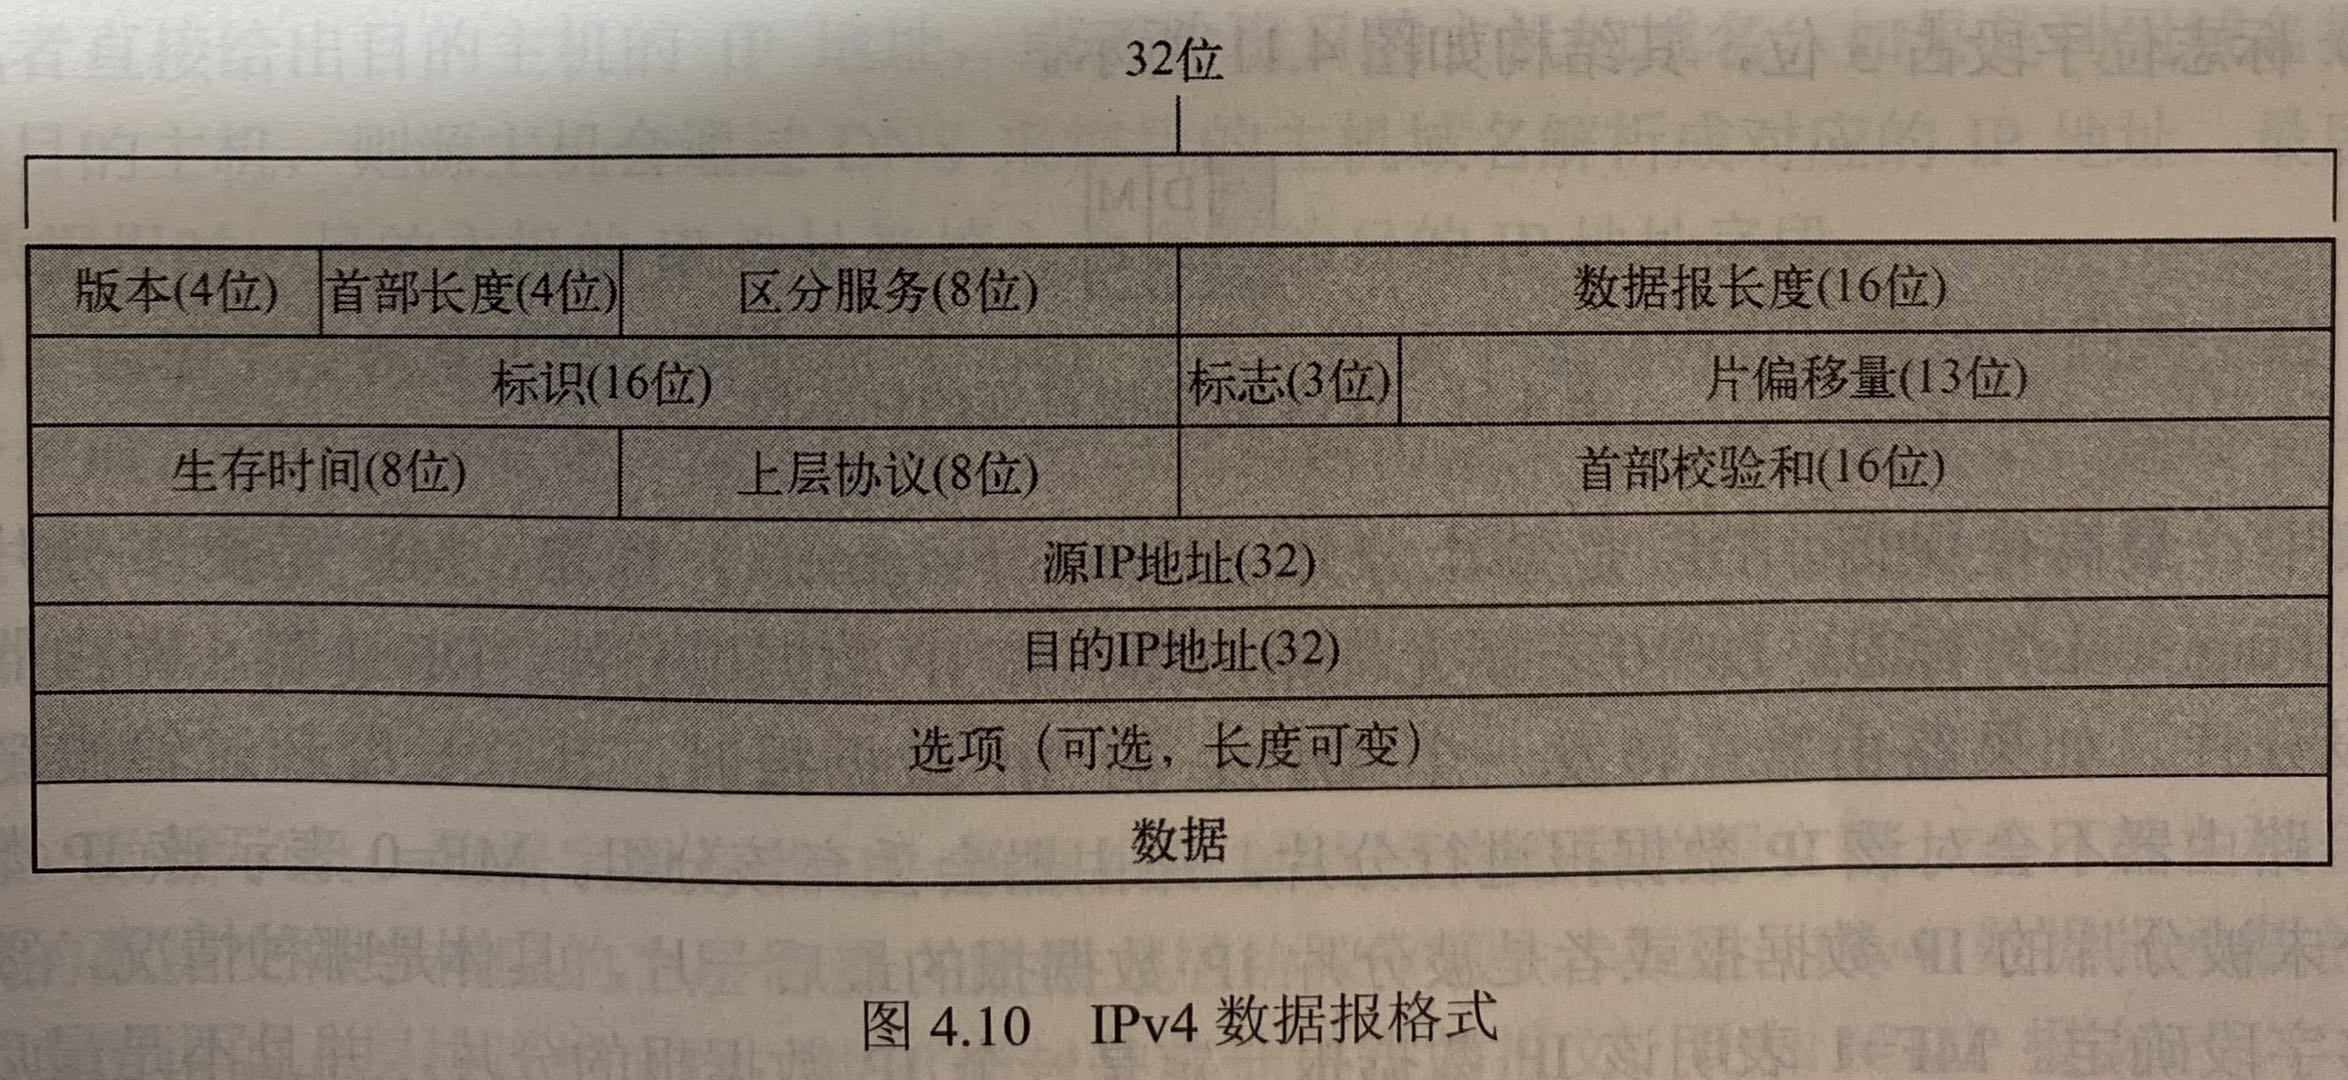 32位
版本(4位) 首部长度(4位) 区分服务(8位) 数据报长度(16位)
标识(16位) 标志(3位) 片偏移量(13位)
生存时间(8位) 上层协议(8位) 首部校验和(16位)
源IP地址(32)
目的IP地址(32)
选项（可选，长度可变）
数据
图 4.10 IPv4 数据报格式